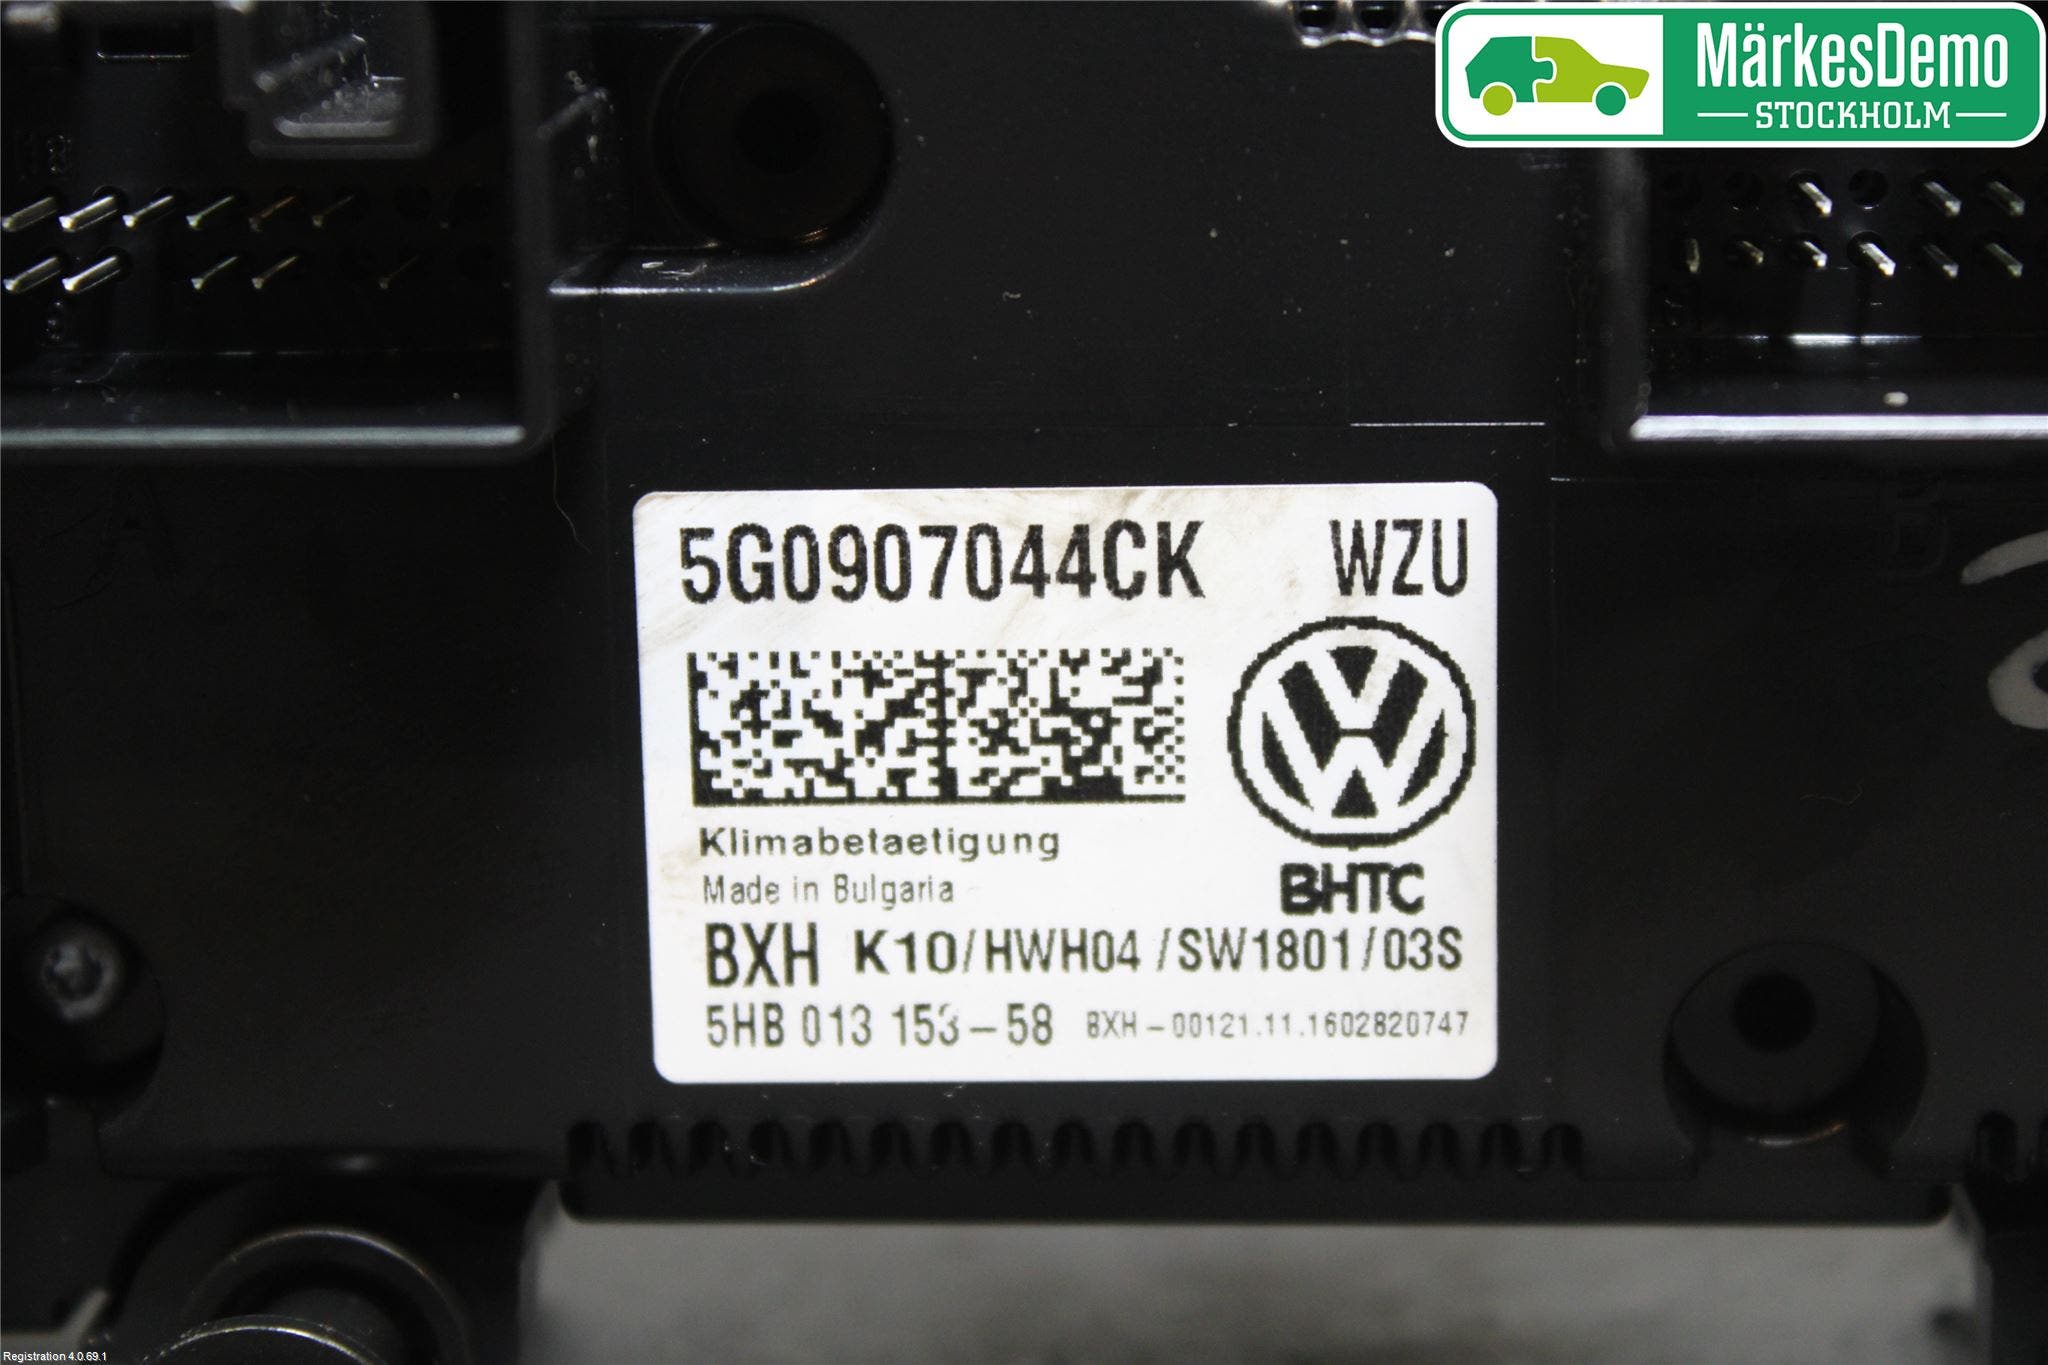 MärkesDemo
STOCKHOLM
5G0907044CK WZU
Klimabetaetigung
Made in Bulgaria
BHTC
BXH K10/HWH04/SW1801/03S
5HB 013 153-58 BXH-00121.11.1602820747
Registration 4.0.69.1